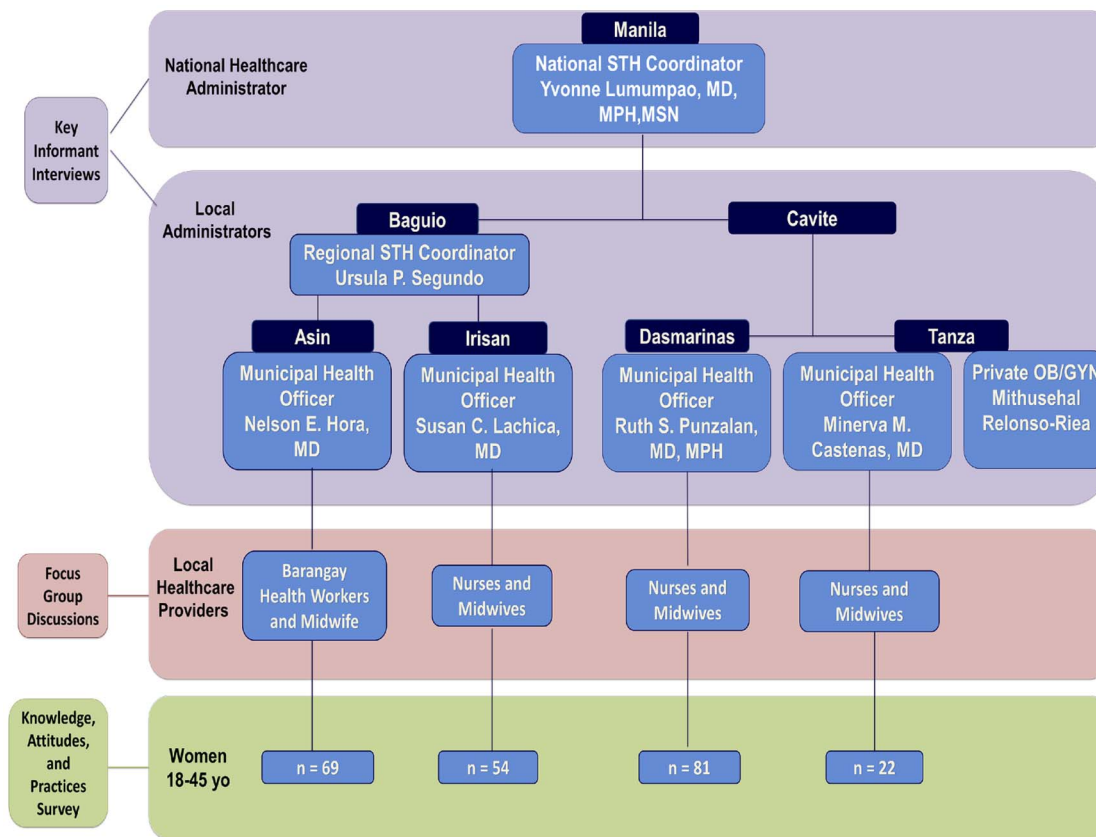 Manila
National Healthcare
Administrator
National STH Coordinator
Yvonne Lumumpao, MD,
MPH,MSN
Key
Informant
Interviews
Local
Administrators
Baguio
Cavite
Regional STH Coordinator
Ursula P. Segundo
Asin
Irisan
Dasmarinas
Tanza
Municipal Health
Officer
Nelson E. Hora,
MD
Municipal Health
Officer
Susan C. Lachica,
MD
Municipal Health
Officer
Ruth S. Punzalan,
MD, MPH
Municipal Health
Officer
Minerva M.
Castenas, MD
Private OB/GYN
Mithusehal
Relonso-Riea
Focus
Group
Discussions
Local
Healthcare
Providers
Barangay
Health Workers
and Midwife
Nurses and
Midwives
Nurses and
Midwives
Nurses and
Midwives
Knowledge,
Attitudes,
and
Practices
Survey
Women
18-45 yo
n = 69
n = 54
n = 81
n = 22